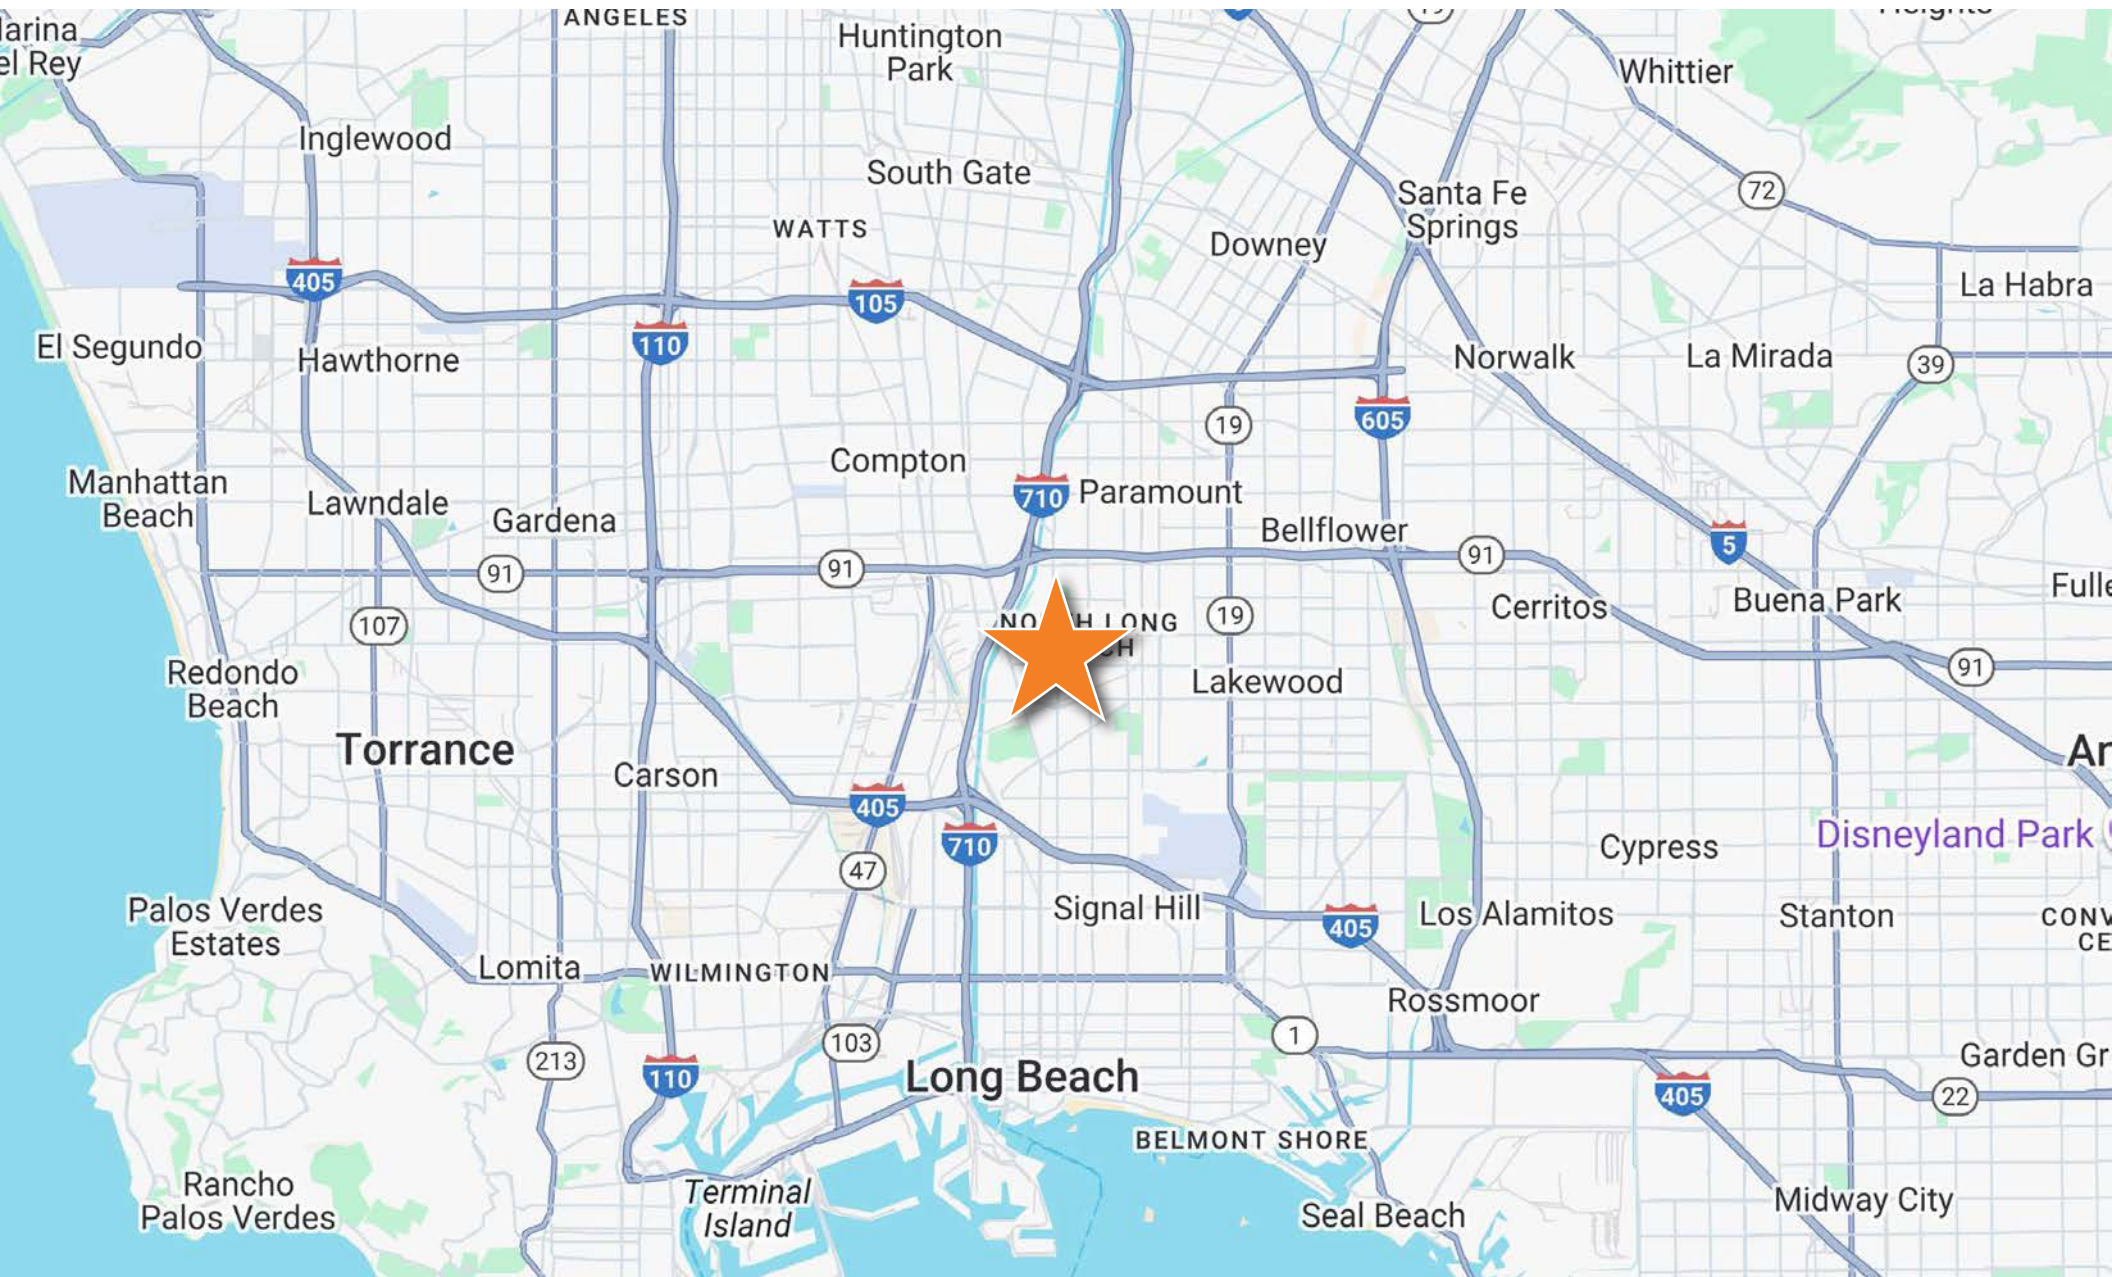 ANGELES
Huntington
Park
Whittier
Inglewood
South Gate
WATTS
Santa Fe
Springs
72
Downey
405
105
La Habra
110
El Segundo
Hawthorne
Norwalk
La Mirada
39
19
605
Compton
Manhattan
Beach
Lawndale
710
Paramount
Gardena
Bellflower
91
91
91
5
107
19
Cerritos
Buena Park
Redondo
Beach
Lakewood
91
Torrance
Carson
405
710
Cypress
Disneyland Park
47
Palos Verdes
Estates
Signal Hill
405
Los Alamitos
Stanton
Lomita
WILMINGTON
Rossmoor
1
103
213
110
Long Beach
Garden Gr
405
22
BELMONT SHORE
Rancho
Palos Verdes
Terminal
Island
Seal Beach
Midway City